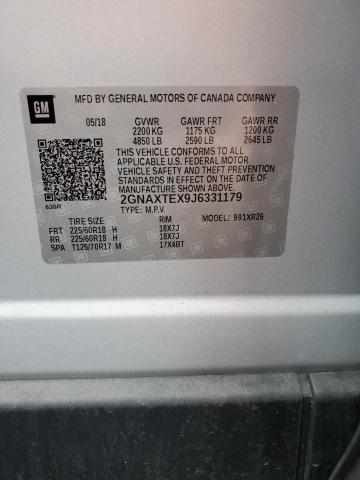 GM
MFD BY GENERAL MOTORS OF CANADA COMPANY
05/18 GVWR GAWR FRT GAWR RR
2200 KG 1175 KG 1200 KG
4850 LB 2590 LB 2645 LB
THIS VEHICLE CONFORMS TO ALL
APPLICABLE U.S. FEDERAL MOTOR
VEHICLE SAFETY, BUMPER, AND THEFT
PREVENTION STANDARDS IN EFFECT ON
THE DATE OF MANUFACTURE SHOWN ABOVE.
636R 2GNAXTEX9J6331179
TYPE: M.P.V. MODEL: 991XR26
TIRE SIZE RIM
FRT 225/60R18 H 18X7J
RR 225/60R18 H 18X7J
SPA T125/70R17 M 17X4BT